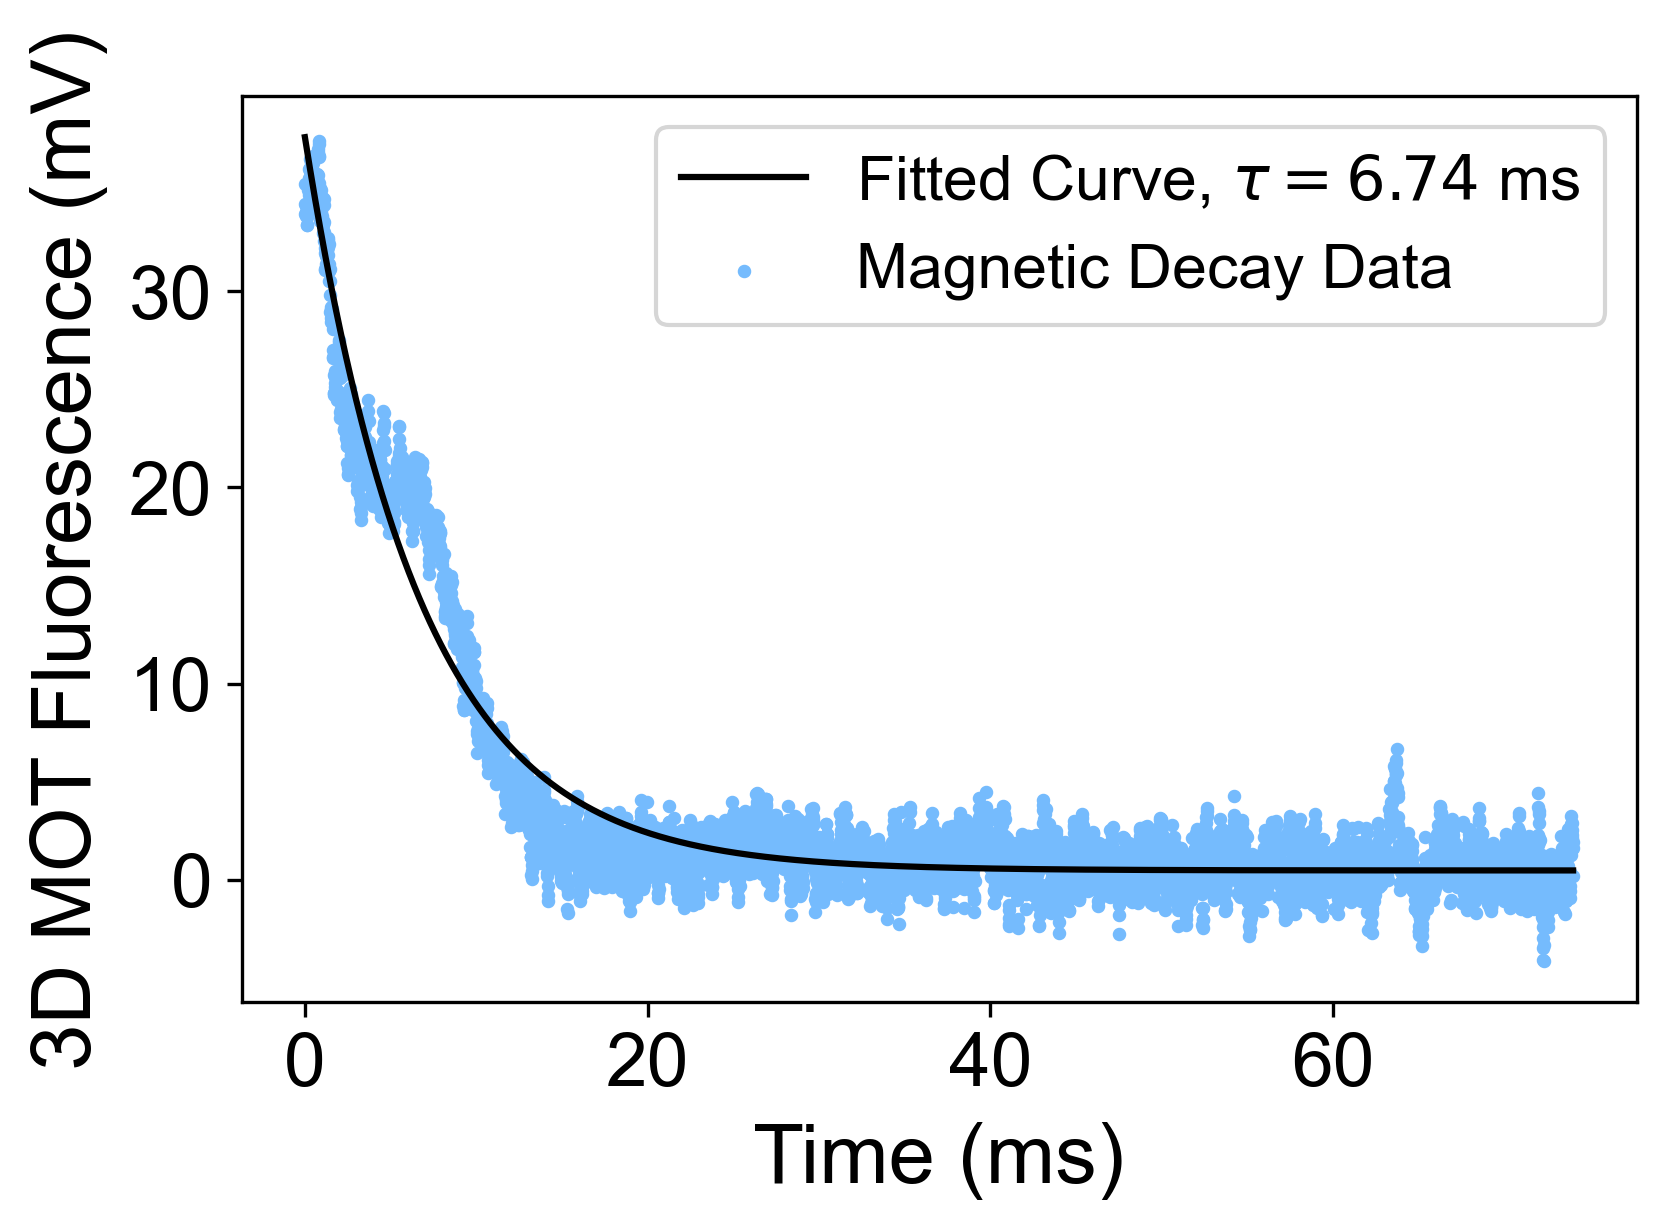 3D MOT Fluorescence (mV)
30
20
10
0
Fitted Curve, τ = 6.74 ms
Magnetic Decay Data
0 20 40 60
Time (ms)